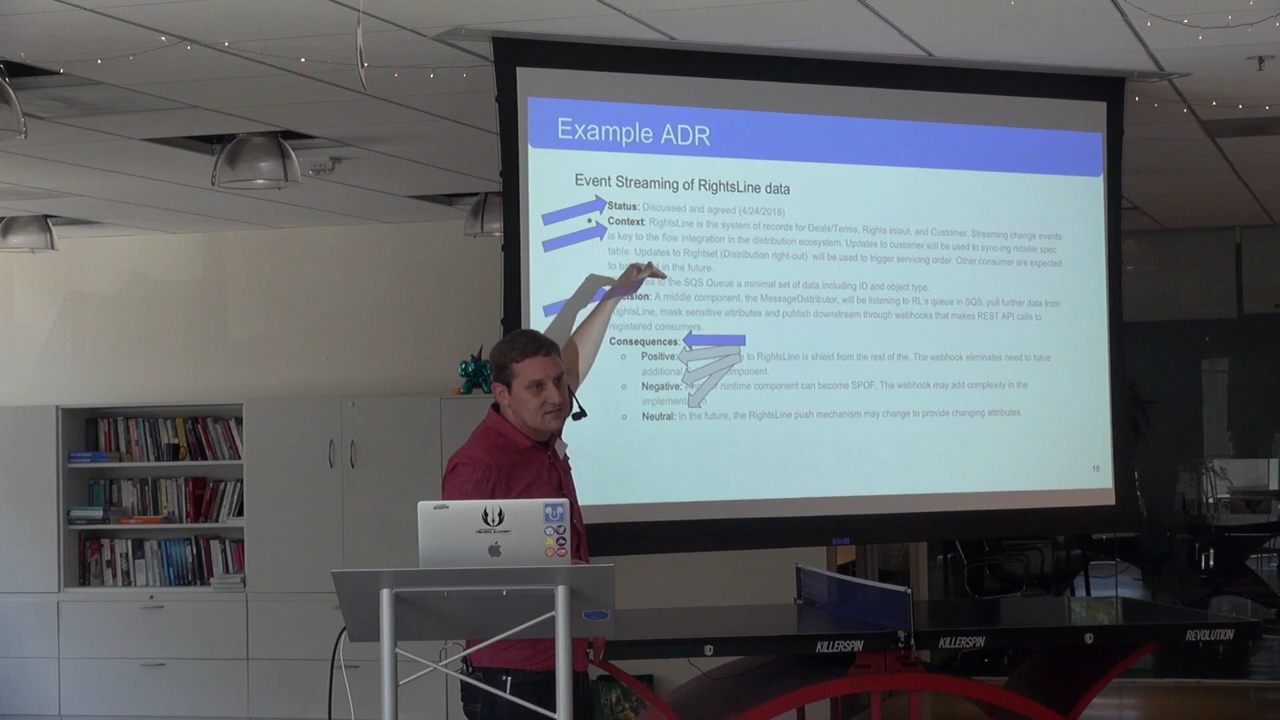 Example ADR
Event Streaming of RightsLine data
Status: Discussed and agreed (4/24/2018)
Context: RightsLine is the system of records for Deals/Terms, Rights in/out, and Customer, Streaming change events
is key to the flow integration in the distribution ecosystem. Updates to customer will be used to sync-ing retailer spec
table. Updates to Rightset (Distribution right-out) will be used to trigger servicing order. Other consumer are expected
to in the future.
to the SQS Queue a minimal set of data including ID and object type.
A middle component, the MessageDistributor, will be listening to RL's queue in SQS, pull further data from
RightsLine, mask sensitive attributes and publish downstream through webhooks that makes REST API calls to
registered consumers.
Consequences:
Positive: to RightsLine is shield from the rest of the. The webhook eliminates need to have
additional component.
Negative: runtime component can become SPOF. The webhook may add complexity in the
Neutral: In the future, the RightsLine push mechanism may change to provide changing attributes.
18
KILLERSPIN
KILLERSPIN
REVOLUTION